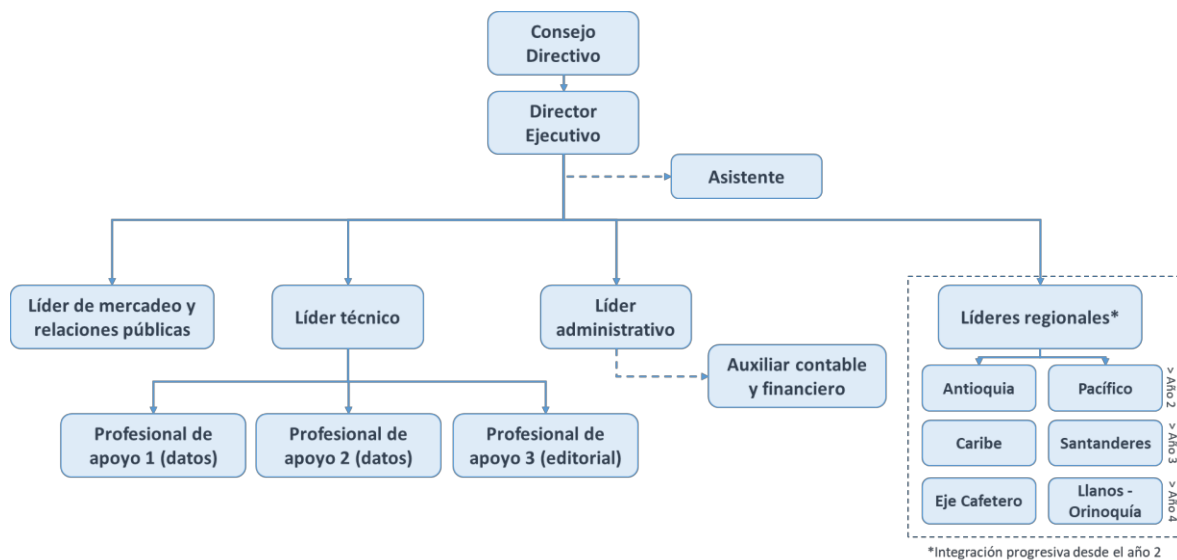 Consejo
Directivo
Director
Ejecutivo
Asistente
Líder de mercadeo y
relaciones públicas
Líder técnico
Líder
administrativo
Líderes regionales*
Auxiliar contable
y financiero
Profesional de
apoyo 1 (datos)
Profesional de
apoyo 2 (datos)
Profesional de
apoyo 3 (editorial)
Antioquia
Pacífico
> Año 2
Caribe
Santanderes
> Año 3
Eje Cafetero
Llanos -
Orinoquía
> Año 4
*Integración progresiva desde el año 2